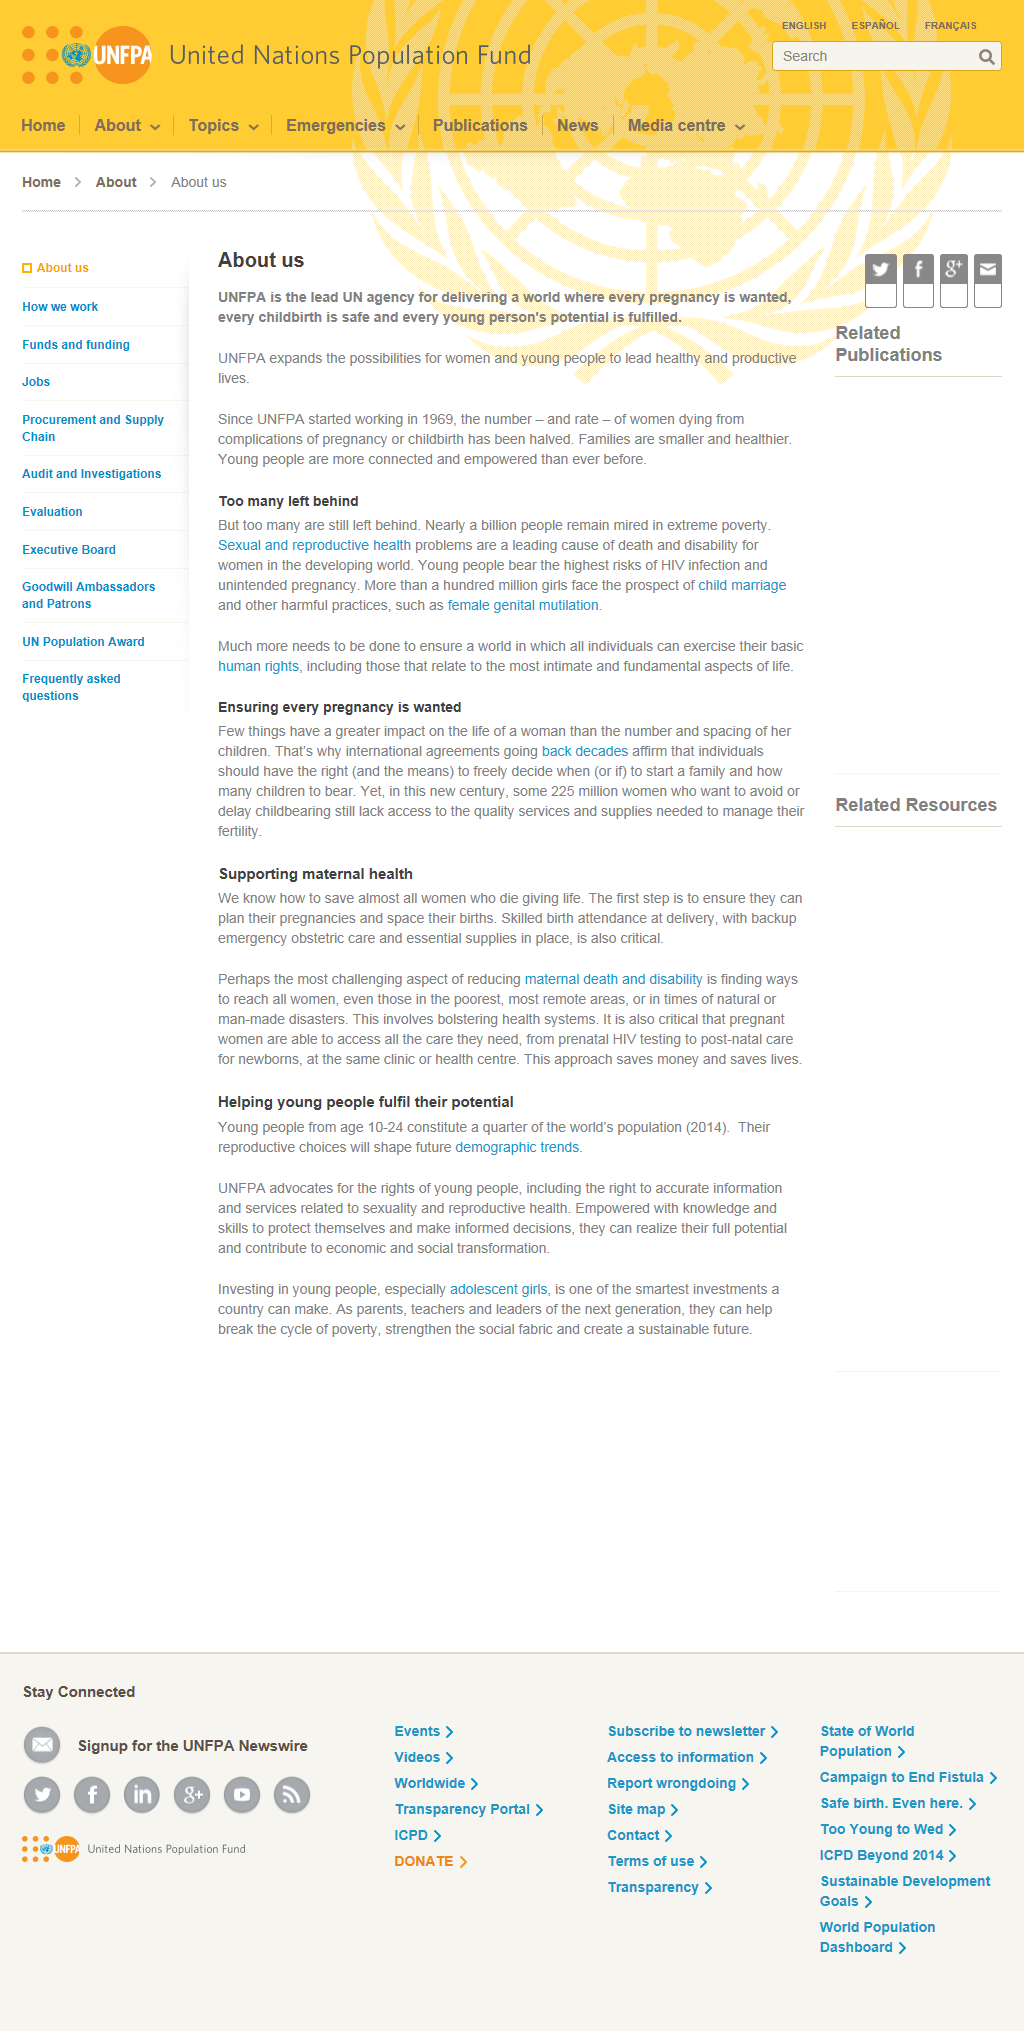 ENGLISH ESPAÑOL FRANÇAIS
UNFPA United Nations Population Fund
Search
Home About Topics Emergencies Publications News Media centre
Home About About us
About us
How we work
Funds and funding
Jobs
Procurement and Supply
Chain
Audit and Investigations
Evaluation
Executive Board
Goodwill Ambassadors
and Patrons
UN Population Award
Frequently asked
questions
About us
UNFPA is the lead UN agency for delivering a world where every pregnancy is wanted,
every childbirth is safe and every young person's potential is fulfilled.
UNFPA expands the possibilities for women and young people to lead healthy and productive
lives.
Since UNFPA started working in 1969, the number – and rate – of women dying from
complications of pregnancy or childbirth has been halved. Families are smaller and healthier.
Young people are more connected and empowered than ever before.
Too many left behind
But too many are still left behind. Nearly a billion people remain mired in extreme poverty.
Sexual and reproductive health problems are a leading cause of death and disability for
women in the developing world. Young people bear the highest risks of HIV infection and
unintended pregnancy. More than a hundred million girls face the prospect of child marriage
and other harmful practices, such as female genital mutilation.
Much more needs to be done to ensure a world in which all individuals can exercise their basic
human rights, including those that relate to the most intimate and fundamental aspects of life.
Ensuring every pregnancy is wanted
Few things have a greater impact on the life of a woman than the number and spacing of her
children. That’s why international agreements going back decades affirm that individuals
should have the right (and the means) to freely decide when (or if) to start a family and how
many children to bear. Yet, in this new century, some 225 million women who want to avoid or
delay childbearing still lack access to the quality services and supplies needed to manage their
fertility.
Supporting maternal health
We know how to save almost all women who die giving life. The first step is to ensure they can
plan their pregnancies and space their births. Skilled birth attendance at delivery, with backup
emergency obstetric care and essential supplies in place, is also critical.
Perhaps the most challenging aspect of reducing maternal death and disability is finding ways
to reach all women, even those in the poorest, most remote areas, or in times of natural or
man-made disasters. This involves bolstering health systems. It is also critical that pregnant
women are able to access all the care they need, from prenatal HIV testing to post-natal care
for newborns, at the same clinic or health centre. This approach saves money and saves lives.
Helping young people fulfil their potential
Young people from age 10-24 constitute a quarter of the world’s population (2014).  Their
reproductive choices will shape future demographic trends.
UNFPA advocates for the rights of young people, including the right to accurate information
and services related to sexuality and reproductive health. Empowered with knowledge and
skills to protect themselves and make informed decisions, they can realize their full potential
and contribute to economic and social transformation.
Investing in young people, especially adolescent girls, is one of the smartest investments a
country can make. As parents, teachers and leaders of the next generation, they can help
break the cycle of poverty, strengthen the social fabric and create a sustainable future.
f g+
Related
Publications
Related Resources
Stay Connected
Signup for the UNFPA Newswire
f in g+
UNFPA United Nations Population Fund
Events
Videos
Worldwide
Transparency Portal
ICPD
DONATE
Subscribe to newsletter
Access to information
Report wrongdoing
Site map
Contact
Terms of use
Transparency
State of World
Population
Campaign to End Fistula
Safe birth. Even here.
Too Young to Wed
ICPD Beyond 2014
Sustainable Development
Goals
World Population
Dashboard